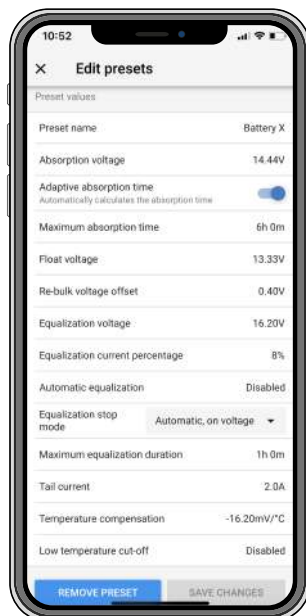 10:52
Edit presets
Preset values
Preset name Battery X
Absorption voltage 14.44V
Adaptive absorption time
Automatically calculates the absorption time
Maximum absorption time 6h 0m
Float voltage 13.33V
Re-bulk voltage offset 0.40V
Equalization voltage 16.20V
Equalization current percentage 8%
Automatic equalization Disabled
Equalization stop mode Automatic, on voltage
Maximum equalization duration 1h 0m
Tail current 2.0A
Temperature compensation -16.20mV/°C
Low temperature cut-off Disabled
REMOVE PRESET SAVE CHANGES